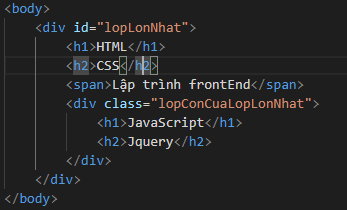 <body>
<div id="lopLonNhat">
<h1>HTML</h1>
<h2>CSS</h2>
<span>Lập trình frontEnd</span>
<div class="lopConCuaLopLonNhat">
<h1>JavaScript</h1>
<h2>Jquery</h2>
</div>
</div>
</body>